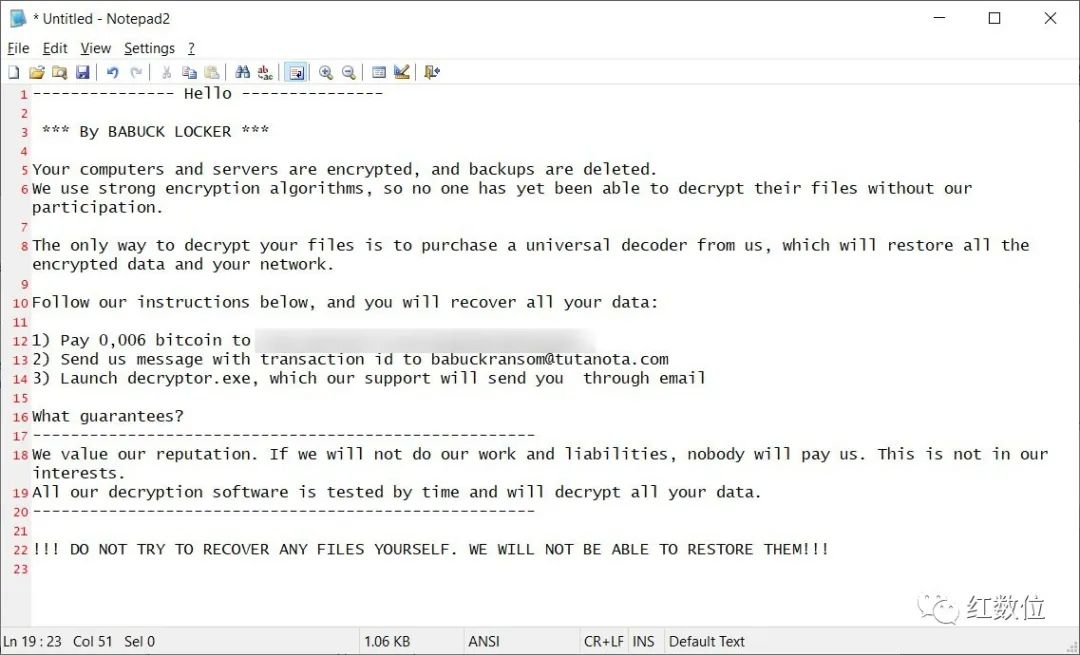 * Untitled - Notepad2
File Edit View Settings ?
1 --------------- Hello ---------------
2
3 *** By BABUCK LOCKER ***
4
5 Your computers and servers are encrypted, and backups are deleted.
6 We use strong encryption algorithms, so no one has yet been able to decrypt their files without our
participation.
7
8 The only way to decrypt your files is to purchase a universal decoder from us, which will restore all the
encrypted data and your network.
9
10 Follow our instructions below, and you will recover all your data:
11
12 1) Pay 0,006 bitcoin to
13 2) Send us message with transaction id to babuckransom@tutanota.com
14 3) Launch decryptor.exe, which our support will send you  through email
15
16 What guarantees?
17 -----------------------------------------------------
18 We value our reputation. If we will not do our work and liabilities, nobody will pay us. This is not in our
interests.
19 All our decryption software is tested by time and will decrypt all your data.
20 -----------------------------------------------------
21
22 !!! DO NOT TRY TO RECOVER ANY FILES YOURSELF. WE WILL NOT BE ABLE TO RESTORE THEM!!!
23
红数位
Ln 19 : 23 Col 51 Sel 0 1.06 KB ANSI CR+LF INS Default Text